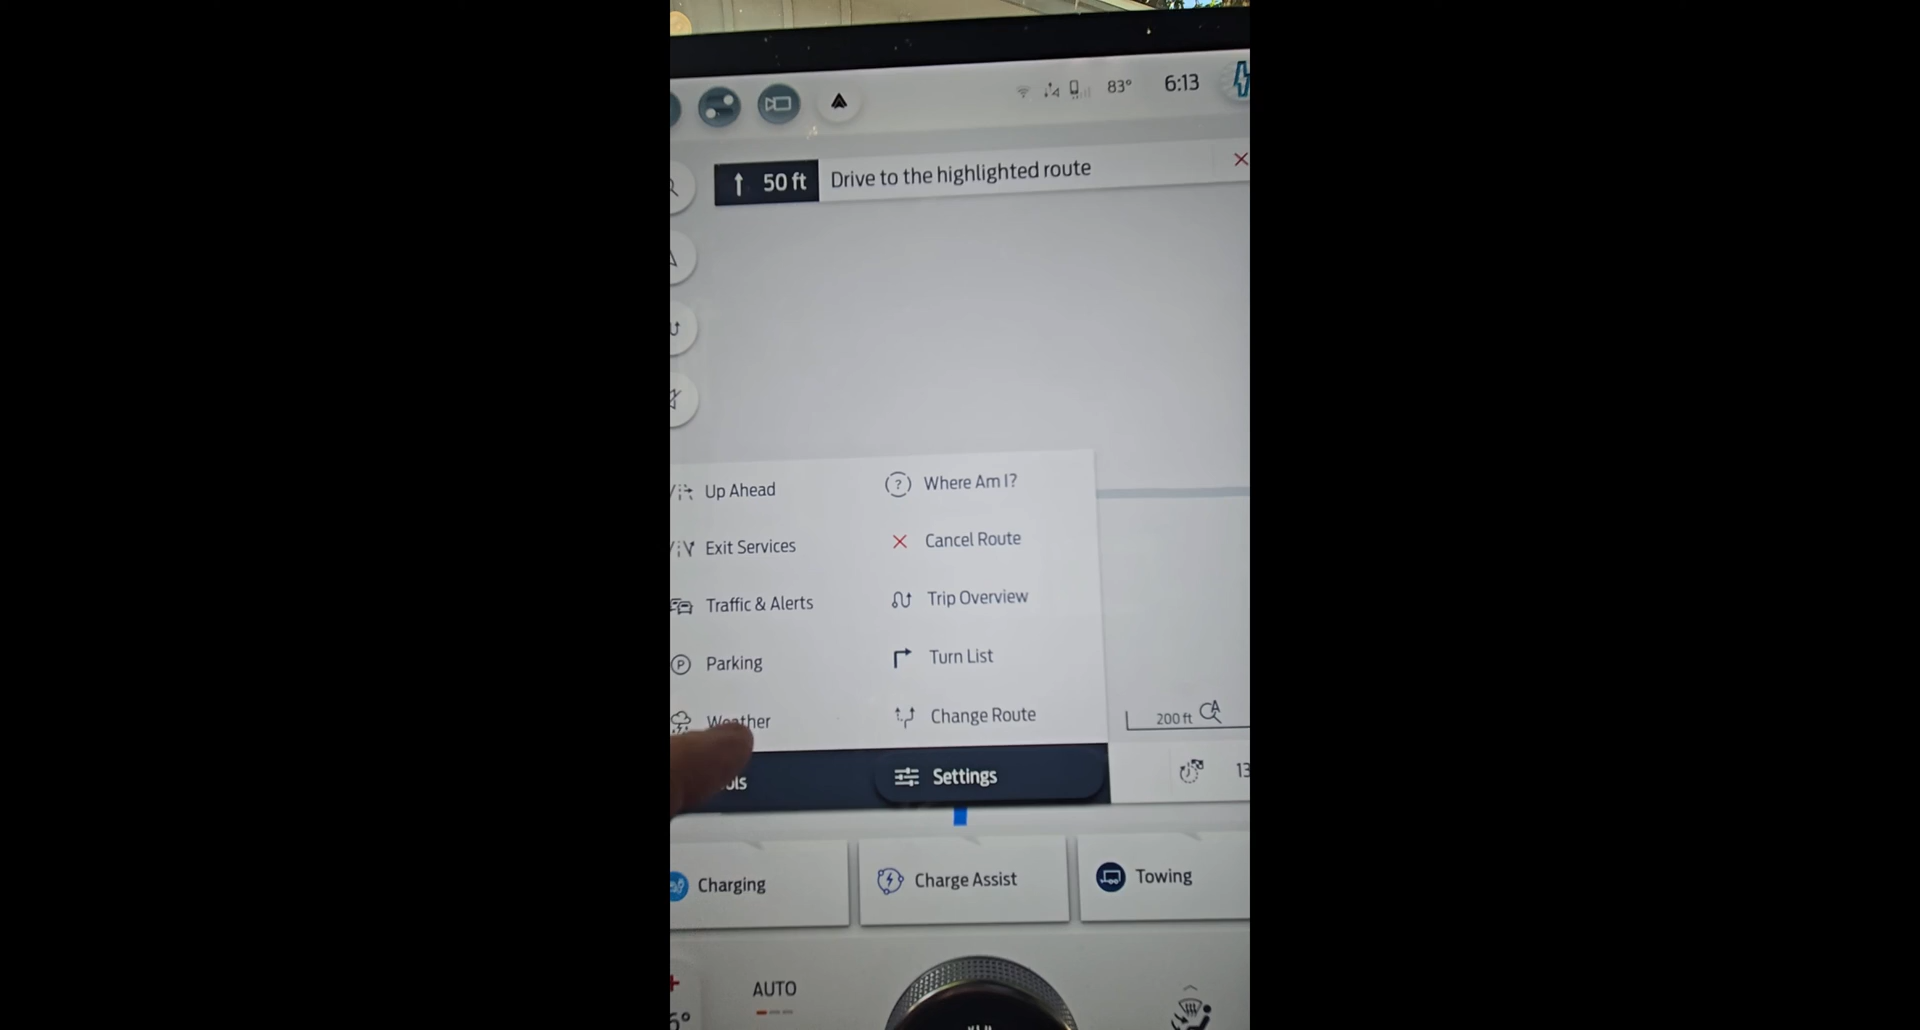 83° 6:13
50 ft Drive to the highlighted route
Up Ahead
Where Am I?
Exit Services
Cancel Route
Traffic & Alerts
Trip Overview
Parking
Turn List
Weather
Change Route
200 ft
Settings
Charging
Charge Assist
Towing
AUTO